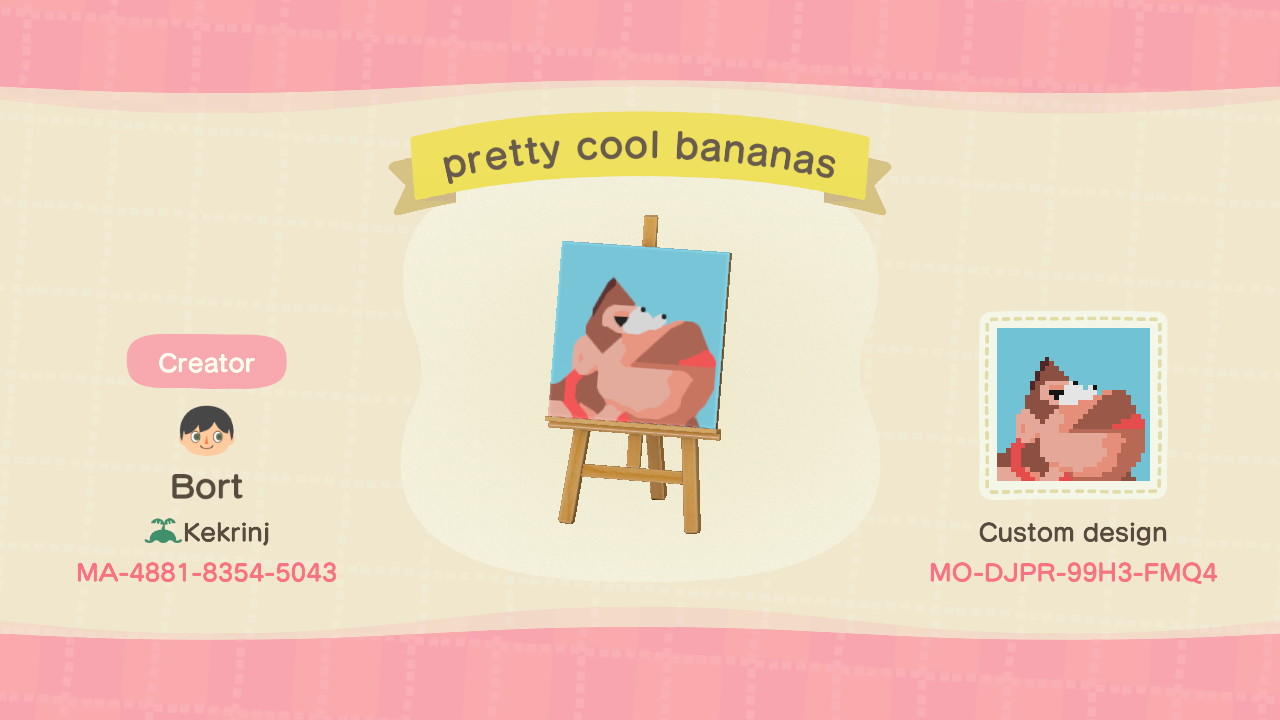 pretty cool bananas
Creator
Bort
Kekrinj
MA-4881-8354-5043
Custom design
MO-DJPR-99H3-FMQ4